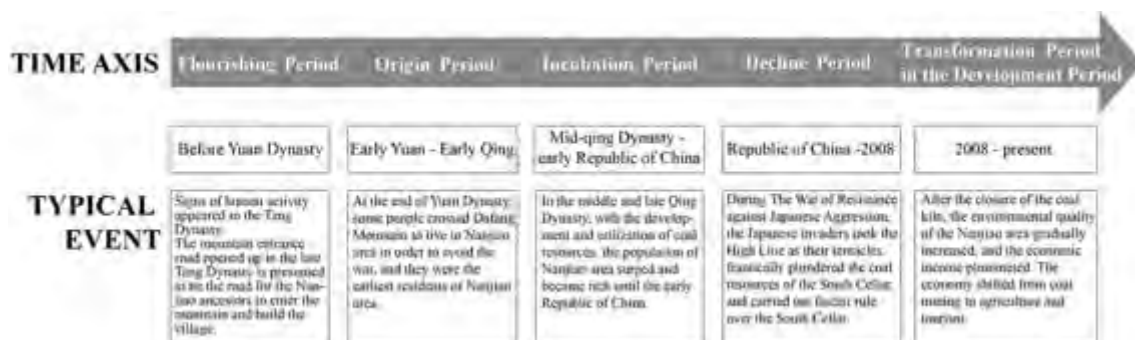 TIME AXIS
Flourishing Period
Origin Period
Incubation Period
Decline Period
Transformation Period
in the Development Period
Before Yuan Dynasty
Early Yuan - Early Qing
Mid-qing Dynasty -
early Republic of China
Republic of China -2008
2008 - present
TYPICAL
EVENT
Signs of human activity
appeared in the Tang
Dynasty.
The mountain entrance
road opened up in the late
Tang Dynasty is presumed
to be the road for the Nan-
jiao ancestors to enter the
mountain and build the
village.
At the end of Yuan Dynasty,
some people crossed Dafang
Mountain to live in Nanjiao
area in order to avoid the
war, and they were the
earliest residents of Nanjiao
area.
In the middle and late Qing
Dynasty, with the develop-
ment and utilization of coal
resources, the population of
Nanjiao area surged and
became rich until the early
Republic of China.
During The War of Resistance
against Japanese Aggression,
the Japanese invaders took the
High Line as their tentacles,
frantically plundered the coal
resources of the South Cellar,
and carried out fascist rule
over the South Cellar.
After the closure of the coal
kiln, the environmental quality
of the Nanjiao area gradually
increased, and the economic
income plummeted. The
economy shifted from coal
mining to agriculture and
tourism.